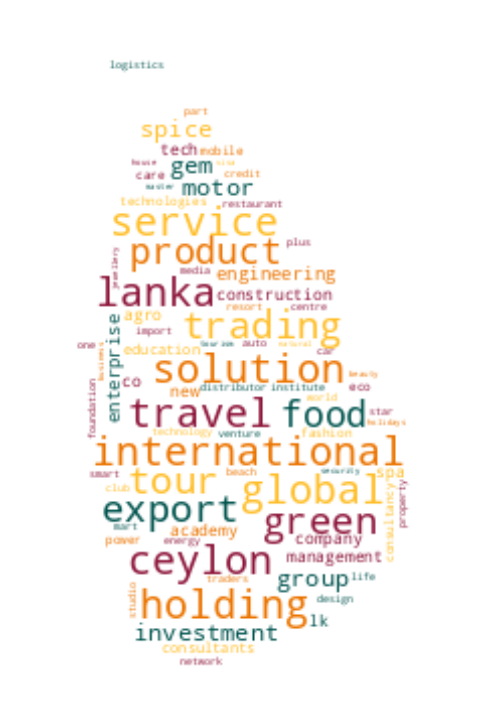 logistics
part
spice
tech mobile
house gem visa
care credit
master motor
technologies restaurant
service
product plus
jewellery media engineering
lanka construction
resort centre
enterprise agro trading
import
one business education tourism auto natural
car
solution beauty
co new distributor institute eco
world
foundation travel food star
holidays
technology venture fashion
international
smart tour beach security spa
club global consultancy property
export
mart academy green
power energy company
ceylon management
traders group life
studio holding design
lk
investment
consultants
network